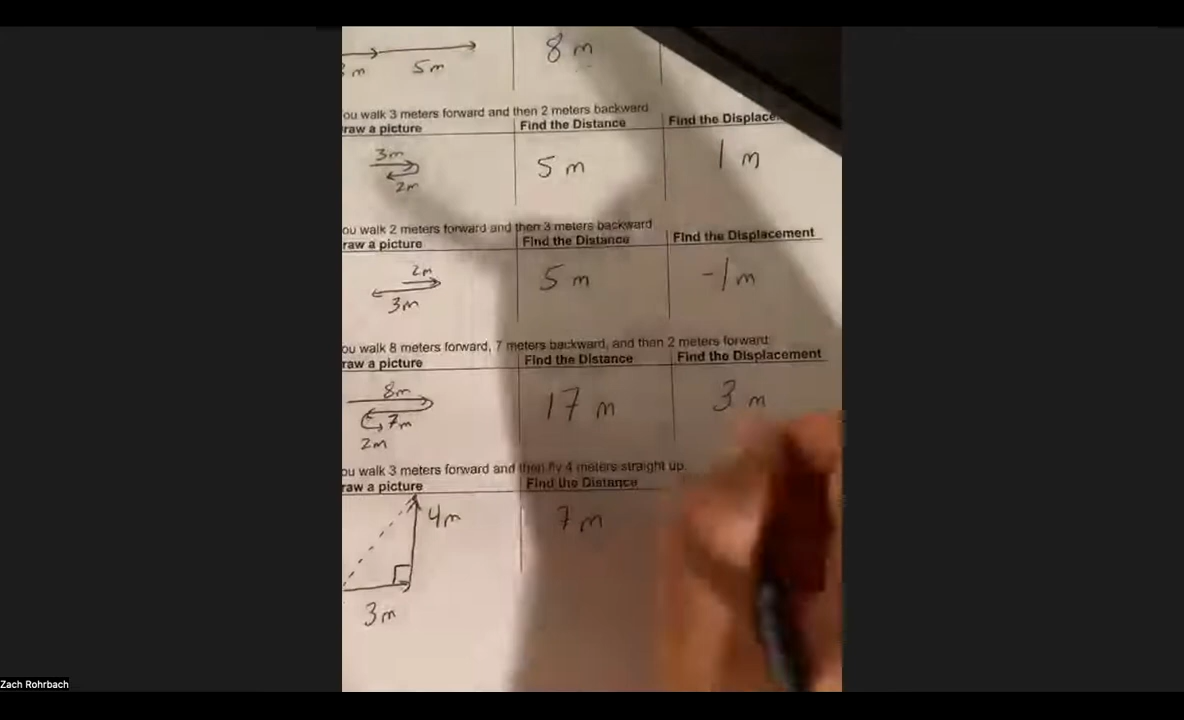 8 m
m 5m
ou walk 3 meters forward and then 2 meters backward
raw a picture Find the Distance Find the Displace
3m 5 m 1 m
2m
ou walk 2 meters forward and then 3 meters backward
raw a picture Find the Distance Find the Displacement
2m 5 m -1 m
3m
ou walk 8 meters forward, 7 meters backward, and then 2 meters forward.
raw a picture Find the Distance Find the Displacement
8m 17 m 3 m
7m
2m
ou walk 3 meters forward and then fly 4 meters straight up.
raw a picture Find the Distance
4m 7 m
3m
Zach Rohrbach